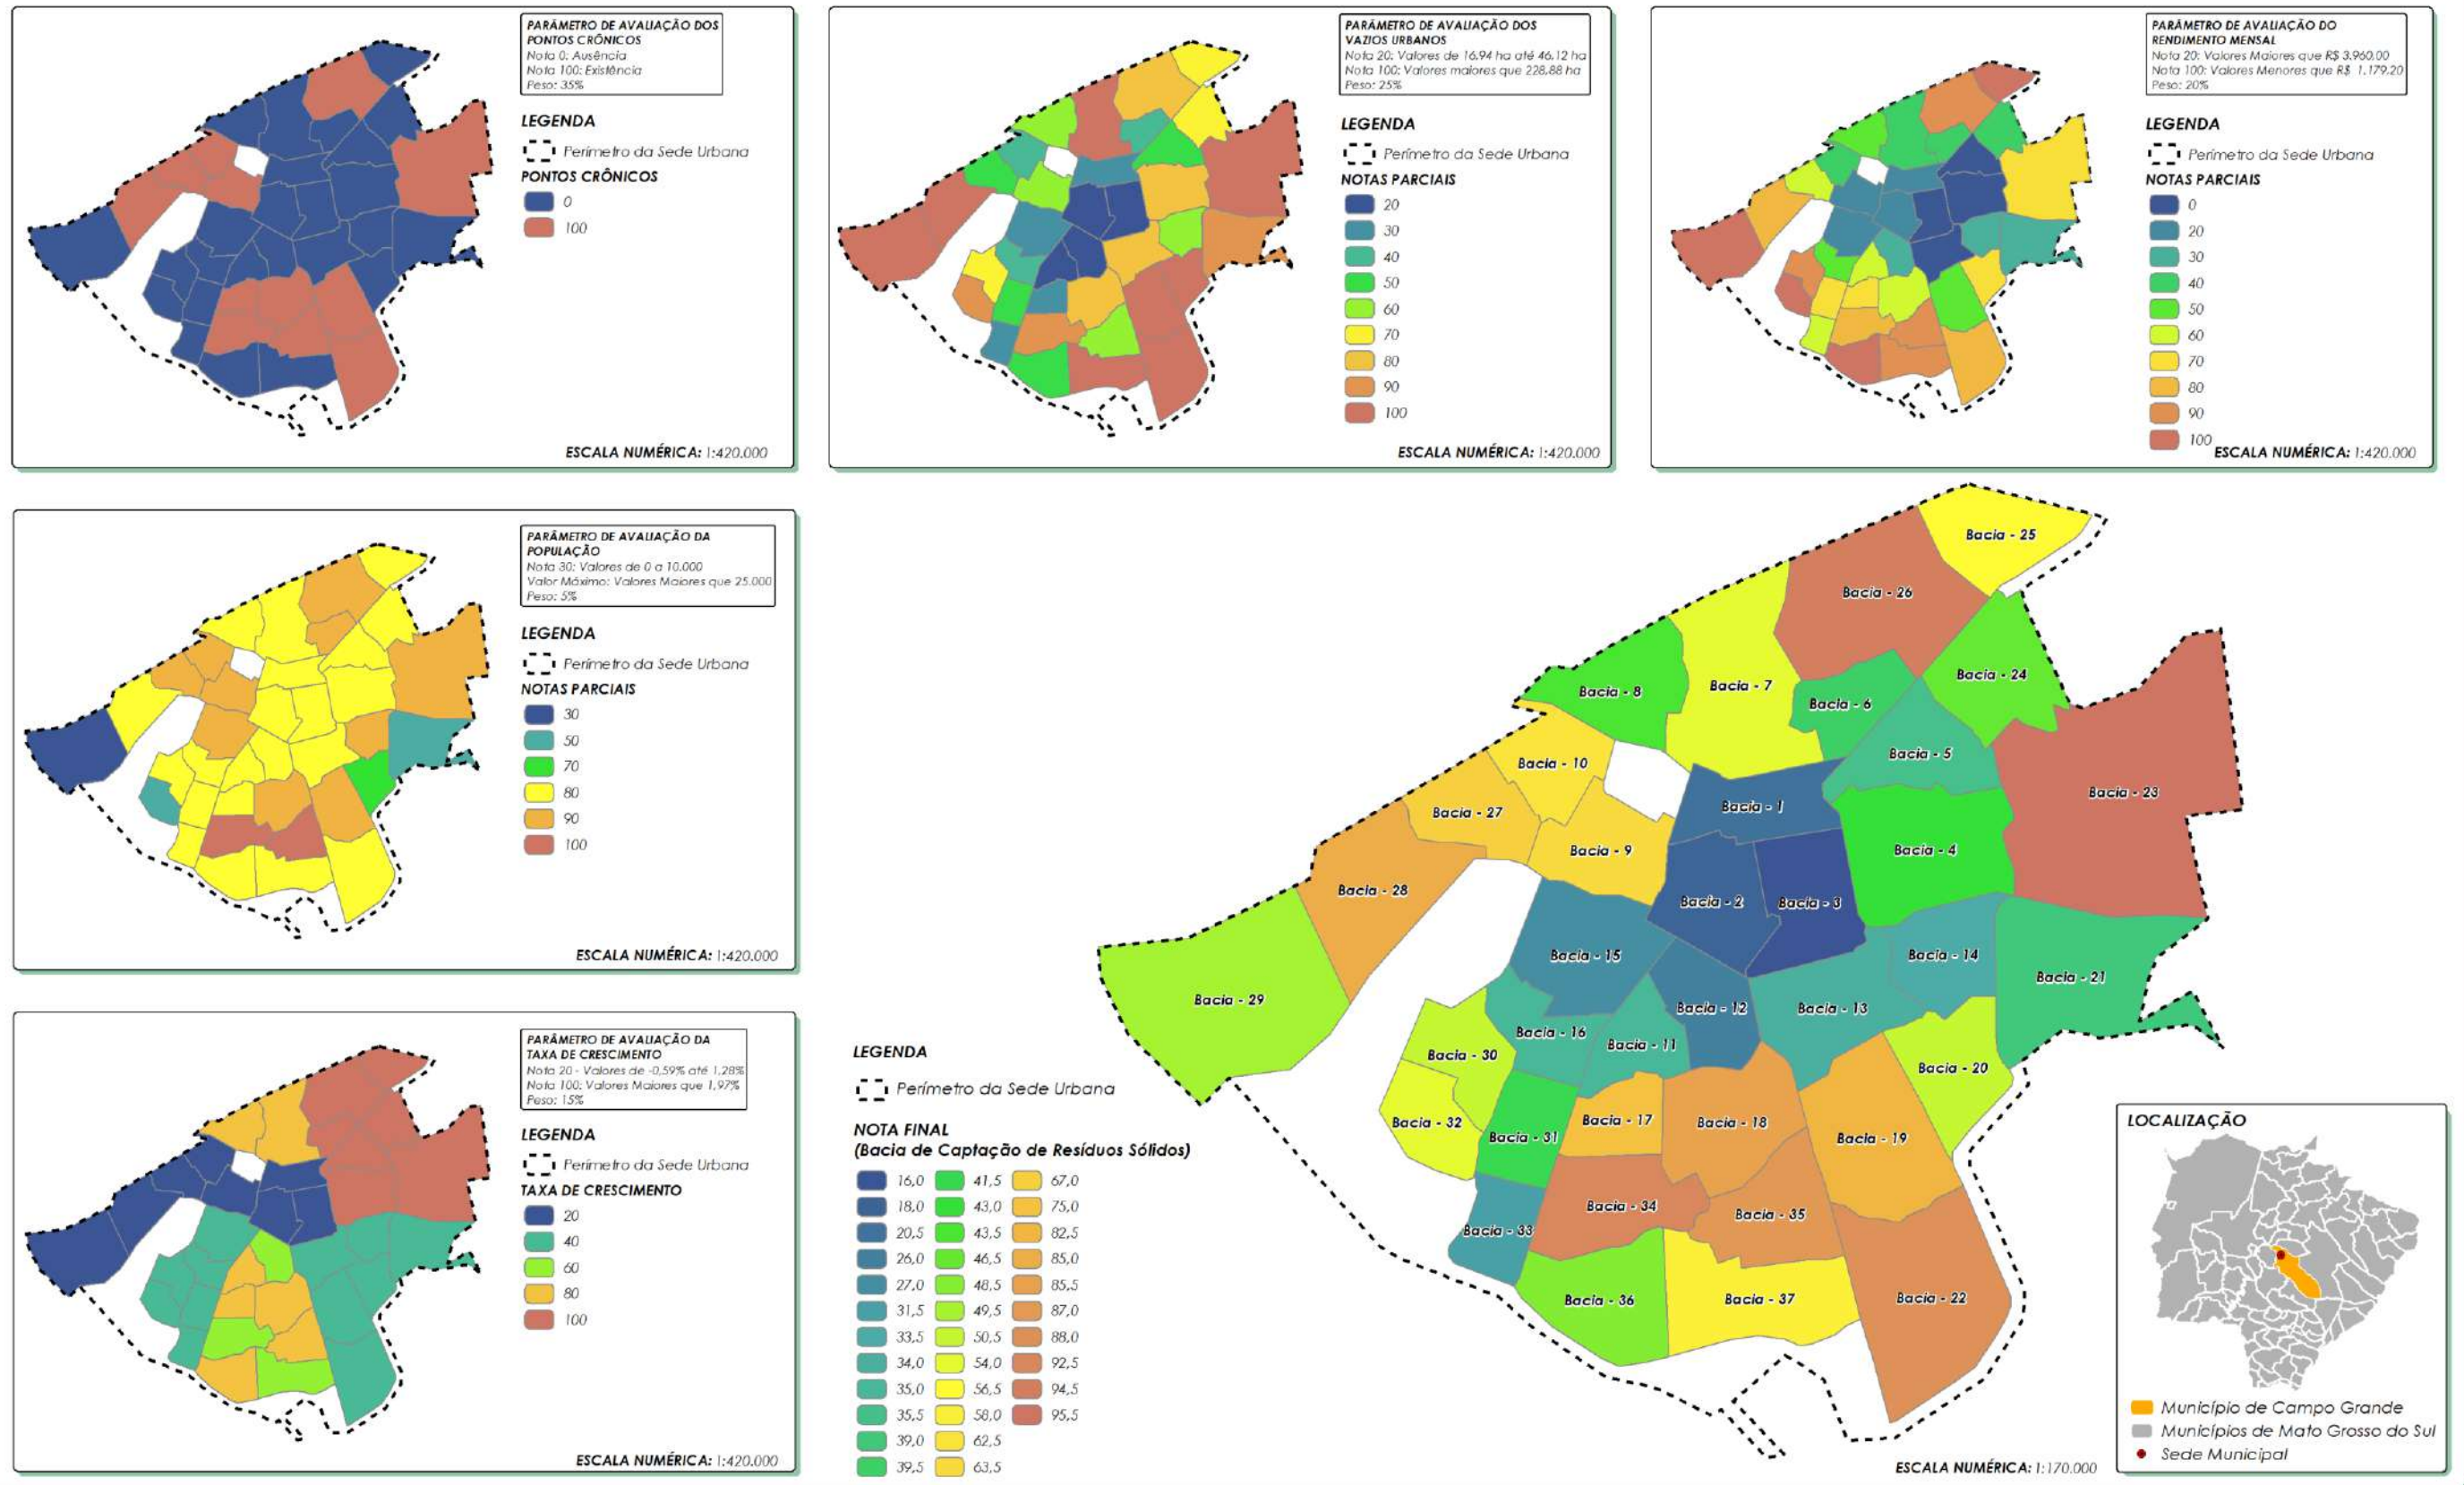 PARÂMETRO DE AVALIAÇÃO DOS
PONTOS CRÔNICOS
Nota 0: Ausência
Nota 100: Existência
Peso: 35%
LEGENDA
Perímetro da Sede Urbana
PONTOS CRÔNICOS
0
100
ESCALA NUMÉRICA: 1:420.000
PARÂMETRO DE AVALIAÇÃO DOS
VAZIOS URBANOS
Nota 20: Valores de 16,94 ha até 46,12 ha
Nota 100: Valores maiores que 228,88 ha
Peso: 25%
LEGENDA
Perímetro da Sede Urbana
NOTAS PARCIAIS
20
30
40
50
60
70
80
90
100
ESCALA NUMÉRICA: 1:420.000
PARÂMETRO DE AVALIAÇÃO DO
RENDIMENTO MENSAL
Nota 20: Valores Maiores que R$ 3.960,00
Nota 100: Valores Menores que R$ 1.179,20
Peso: 20%
LEGENDA
Perímetro da Sede Urbana
NOTAS PARCIAIS
0
20
30
40
50
60
70
80
90
100
ESCALA NUMÉRICA: 1:420.000
PARÂMETRO DE AVALIAÇÃO DA
POPULAÇÃO
Nota 30: Valores de 0 a 10.000
Valor Máximo: Valores Maiores que 25.000
Peso: 5%
LEGENDA
Perímetro da Sede Urbana
NOTAS PARCIAIS
30
50
70
80
90
100
ESCALA NUMÉRICA: 1:420.000
PARÂMETRO DE AVALIAÇÃO DA
TAXA DE CRESCIMENTO
Nota 20 - Valores de -0,59% até 1,28%
Nota 100: Valores Maiores que 1,97%
Peso: 15%
LEGENDA
Perímetro da Sede Urbana
TAXA DE CRESCIMENTO
20
40
60
80
100
ESCALA NUMÉRICA: 1:420.000
Bacia - 25
Bacia - 26
Bacia - 24
Bacia - 7
Bacia - 8
Bacia - 6
Bacia - 5
Bacia - 10
Bacia - 23
Bacia - 1
Bacia - 27
Bacia - 9
Bacia - 4
Bacia - 28
Bacia - 2
Bacia - 3
Bacia - 15
Bacia - 14
Bacia - 21
Bacia - 29
Bacia - 12
Bacia - 13
Bacia - 16
Bacia - 11
Bacia - 30
Bacia - 20
Bacia - 32
Bacia - 17
Bacia - 18
Bacia - 31
Bacia - 19
Bacia - 34
Bacia - 35
Bacia - 33
Bacia - 36
Bacia - 37
Bacia - 22
LEGENDA
Perímetro da Sede Urbana
NOTA FINAL
(Bacia de Captação de Resíduos Sólidos)
16,0 41,5 67,0
18,0 43,0 75,0
20,5 43,5 82,5
26,0 46,5 85,0
27,0 48,5 85,5
31,5 49,5 87,0
33,5 50,5 88,0
34,0 54,0 92,5
35,0 56,5 94,5
35,5 58,0 95,5
39,0 62,5
39,5 63,5
ESCALA NUMÉRICA: 1:170.000
LOCALIZAÇÃO
Município de Campo Grande
Municípios de Mato Grosso do Sul
Sede Municipal